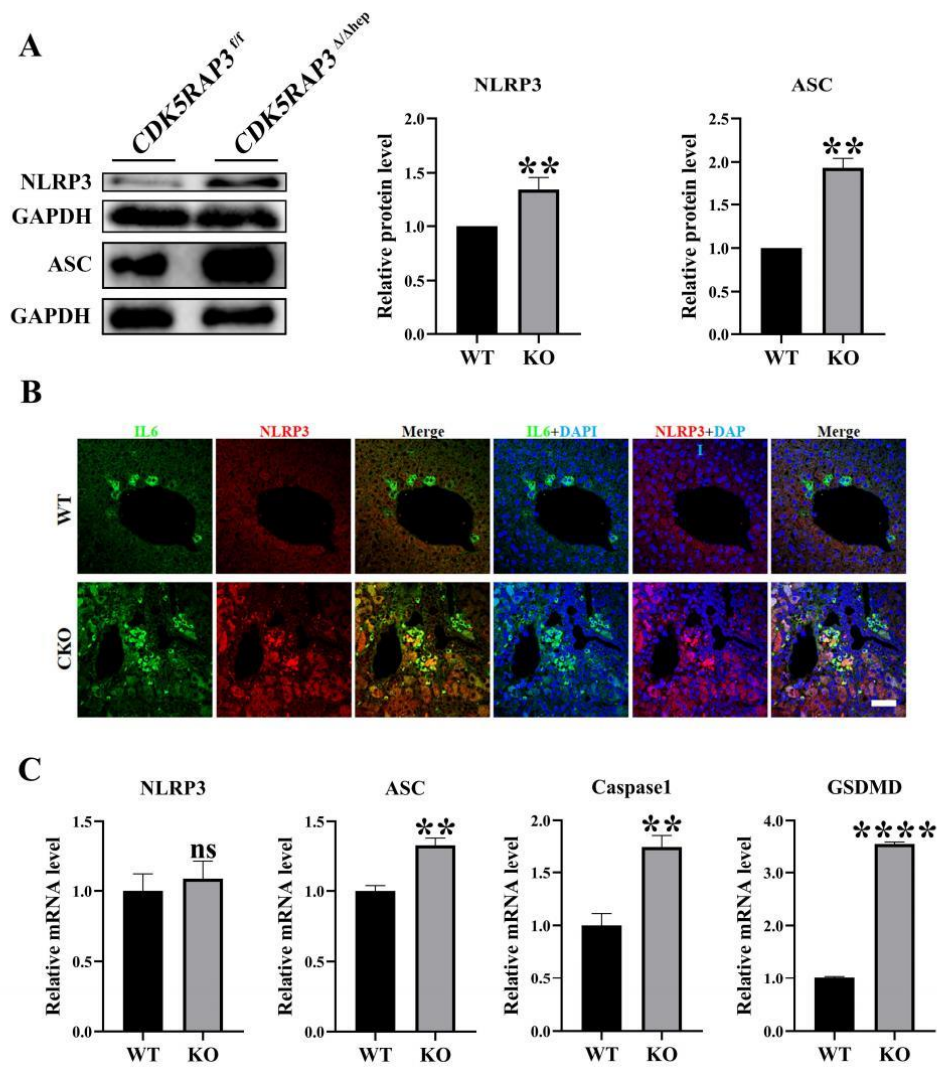 A
CDK5RAP3 f/f
CDK5RAP3 Δ/Δhep
NLRP3
GAPDH
ASC
GAPDH
NLRP3
Relative protein level
2.0
1.5
1.0
0.5
0.0
**
WT KO
ASC
Relative protein level
2.5
2.0
1.5
1.0
0.5
0.0
**
WT KO
B
IL6 NLRP3 Merge IL6+DAPI NLRP3+DAP Merge
I
WT
CKO
C
NLRP3
Relative mRNA level
1.5
1.0
0.5
0.0
ns
WT KO
ASC
Relative mRNA level
1.5
1.0
0.5
0.0
**
WT KO
Caspase1
Relative mRNA level
2.0
1.5
1.0
0.5
0.0
**
WT KO
GSDMD
Relative mRNA level
4.0
3.0
2.0
1.0
0.0
****
WT KO